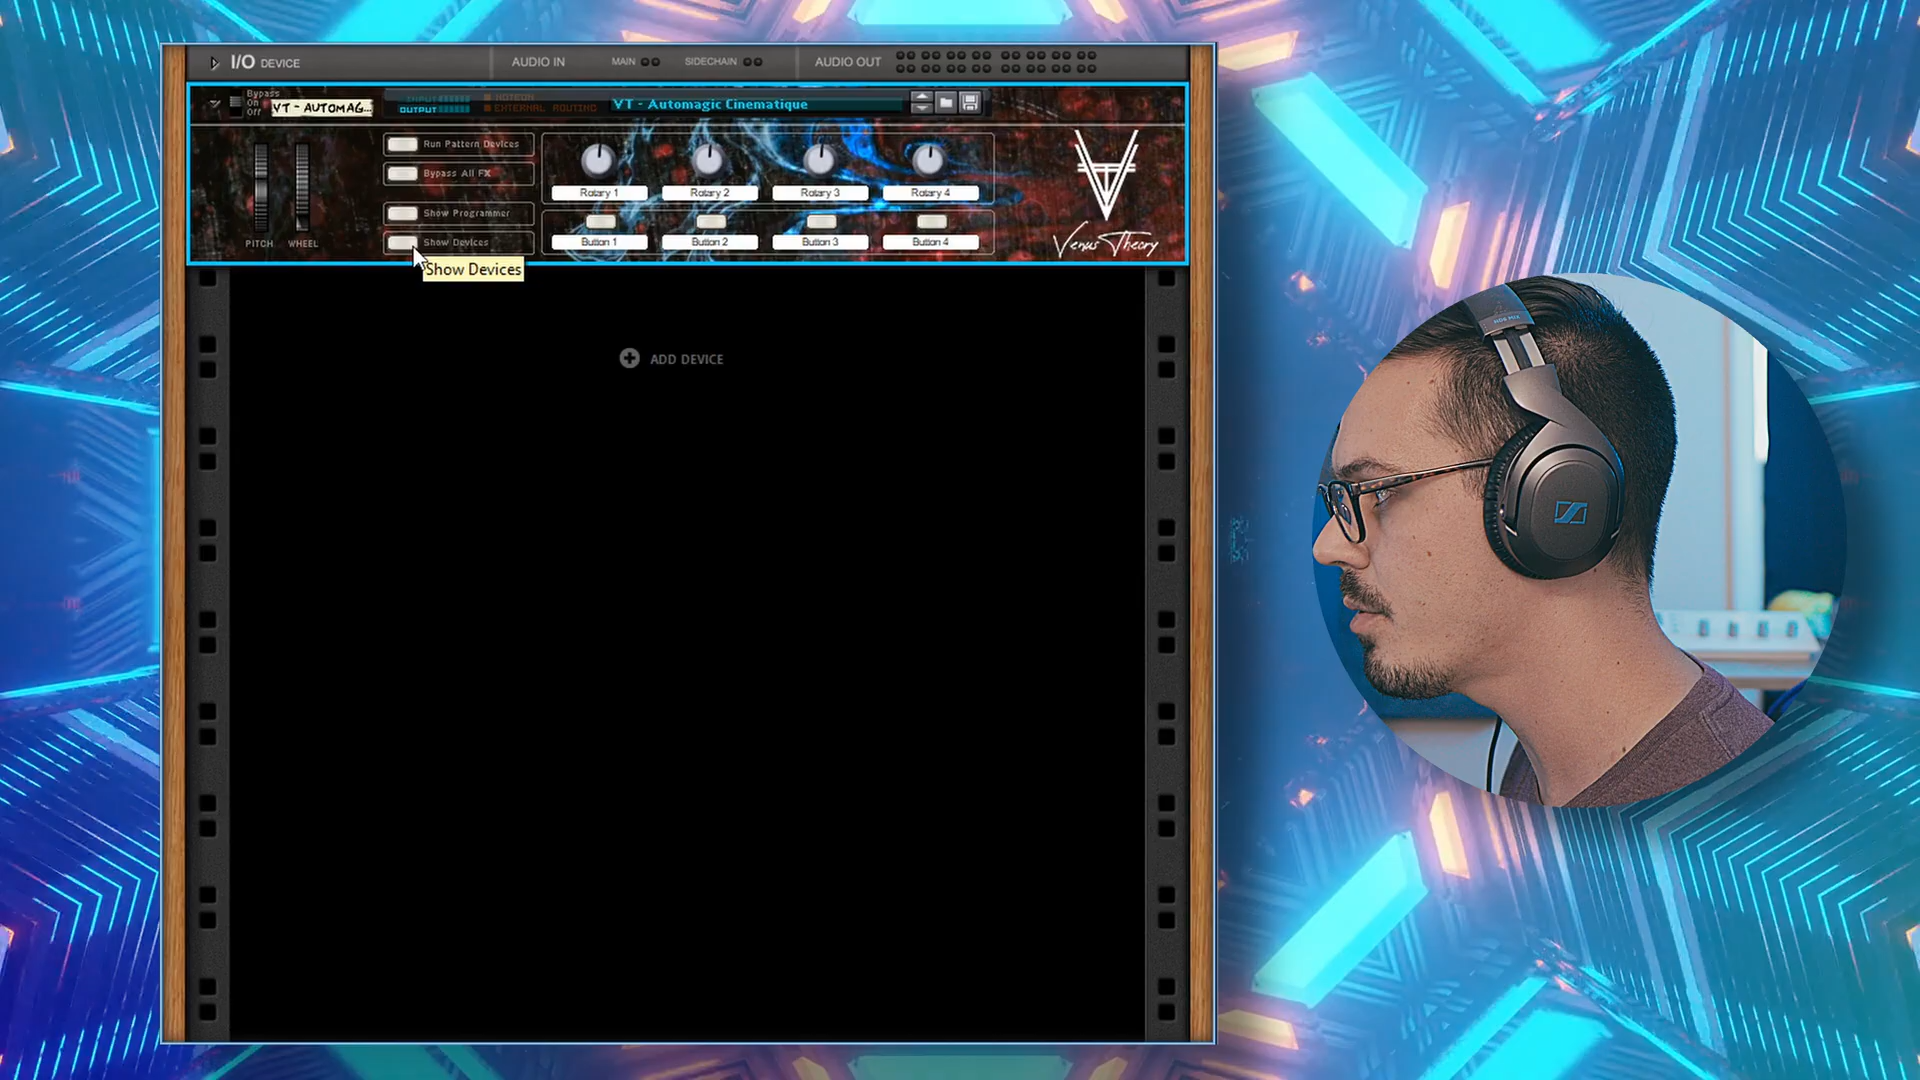 I/O DEVICE
AUDIO IN
MAIN
SIDECHAIN
AUDIO OUT
Bypass
On
Off
VT - AUTOMAG...
INPUT
OUTPUT
NOTEON
EXTERNAL ROUTING
VT - Automagic Cinematique
Run Pattern Devices
Bypass All FX
Show Programmer
Show Devices
PITCH
WHEEL
Rotary 1
Rotary 2
Rotary 3
Rotary 4
Button 1
Button 2
Button 3
Button 4
Venus Theory
Show Devices
ADD DEVICE